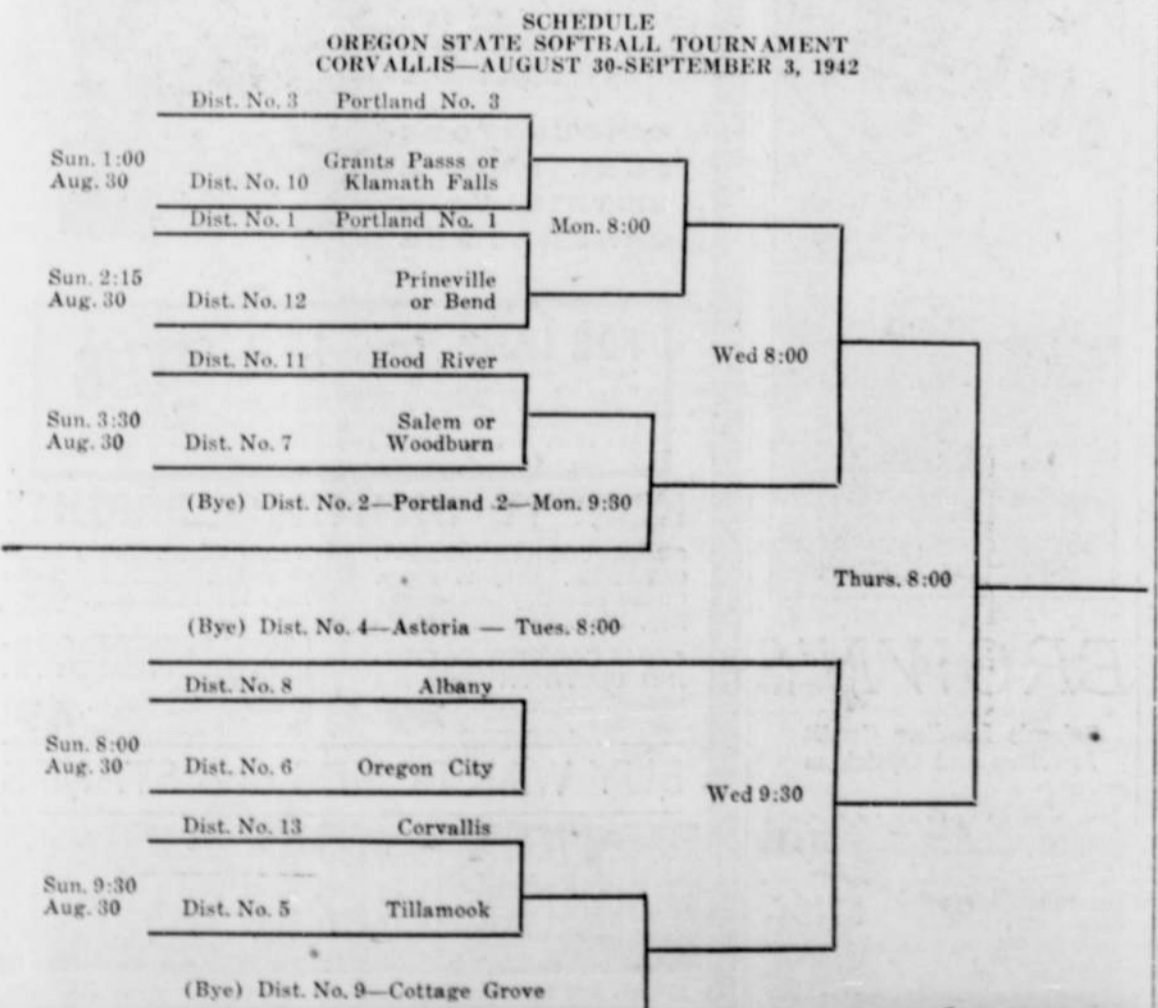 SCHEDULE
OREGON STATE SOFTBALL TOURNAMENT
CORVALLIS—AUGUST 30-SEPTEMBER 3, 1942
Dist. No. 3 Portland No. 3
Sun. 1:00
Aug. 30
Grants Passs or
Dist. No. 10 Klamath Falls
Dist. No. 1 Portland No. 1
Mon. 8:00
Sun. 2:15
Aug. 30
Prineville
Dist. No. 12 or Bend
Dist. No. 11 Hood River
Wed 8:00
Sun. 3:30
Aug. 30
Salem or
Dist. No. 7 Woodburn
(Bye) Dist. No. 2—Portland 2—Mon. 9:30
Thurs. 8:00
(Bye) Dist. No. 4—Astoria — Tues. 8:00
Dist. No. 8 Albany
Sun. 8:00
Aug. 30 Dist. No. 6 Oregon City
Wed 9:30
Dist. No. 13 Corvallis
Sun. 9:30
Aug. 30 Dist. No. 5 Tillamook
(Bye) Dist. No. 9—Cottage Grove